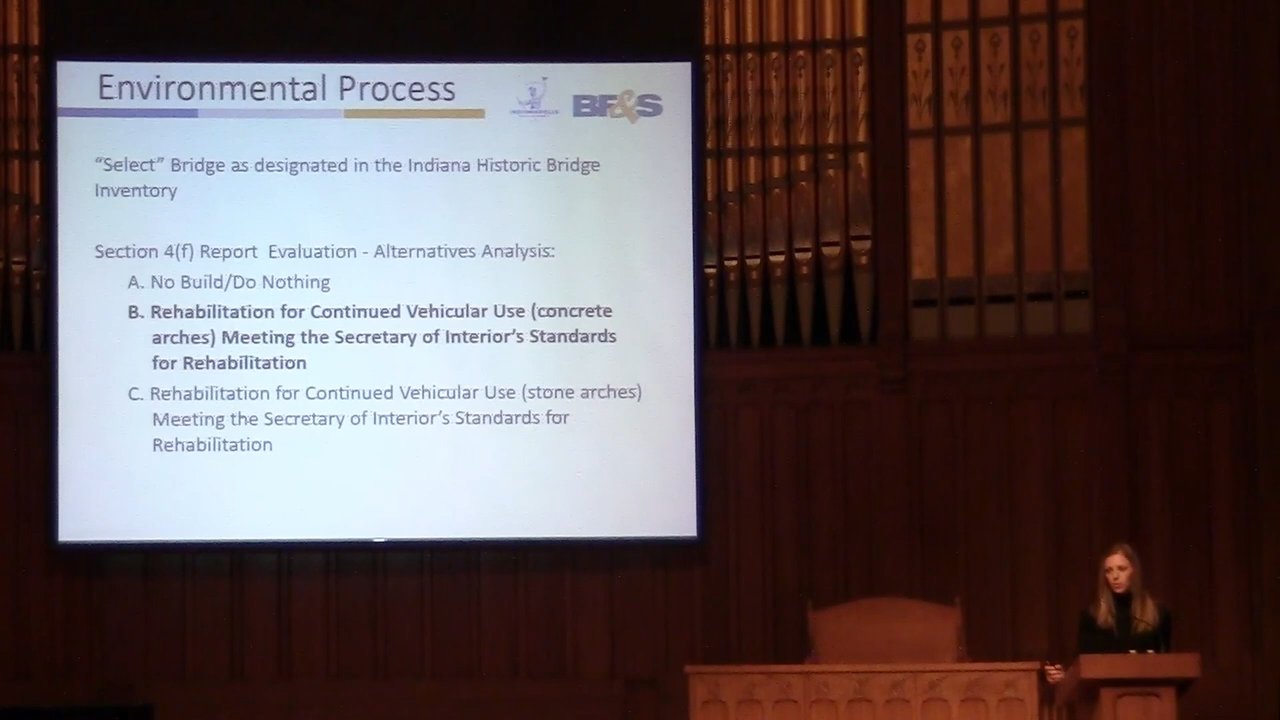 Environmental Process
BF&S
“Select” Bridge as designated in the Indiana Historic Bridge
Inventory
Section 4(f) Report Evaluation - Alternatives Analysis:
A. No Build/Do Nothing
B. Rehabilitation for Continued Vehicular Use (concrete
arches) Meeting the Secretary of Interior’s Standards
for Rehabilitation
C. Rehabilitation for Continued Vehicular Use (stone arches)
Meeting the Secretary of Interior’s Standards for
Rehabilitation